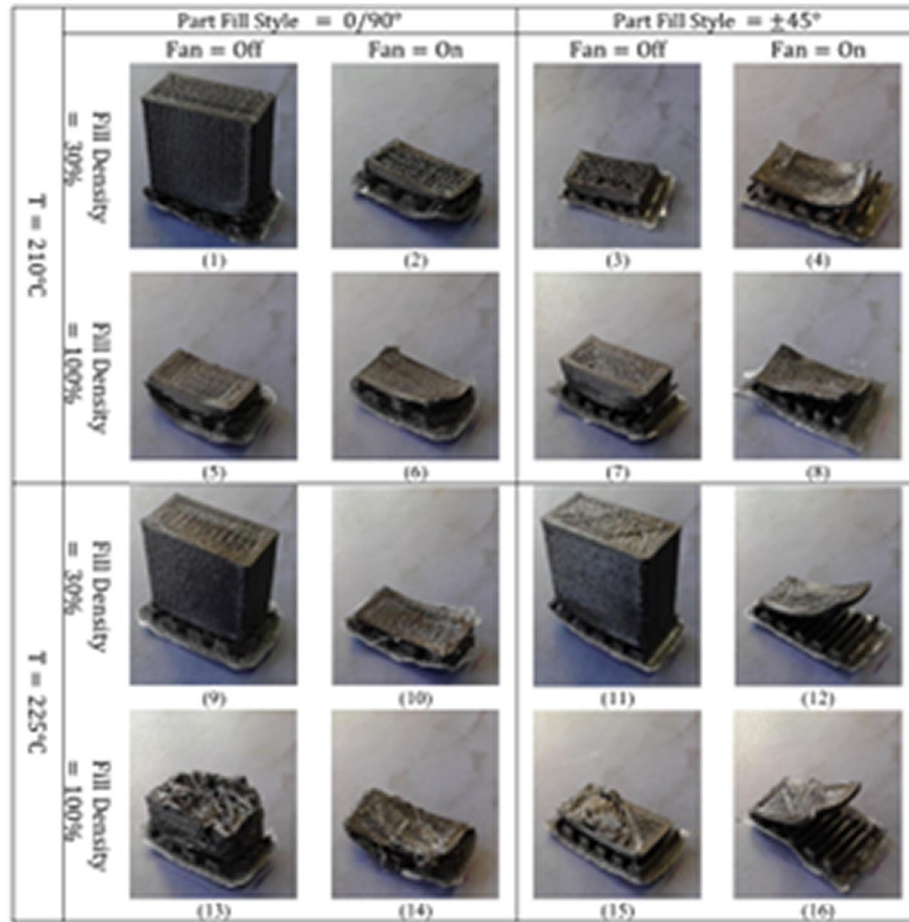 Part Fill Style = 0/90°
Part Fill Style = ±45°
Fan = Off
Fan = On
Fan = Off
Fan = On
T = 210°C
Fill Density
= 30%
(1)
(2)
(3)
(4)
Fill Density
= 100%
(5)
(6)
(7)
(8)
T = 225°C
Fill Density
= 30%
(9)
(10)
(11)
(12)
Fill Density
= 100%
(13)
(14)
(15)
(16)